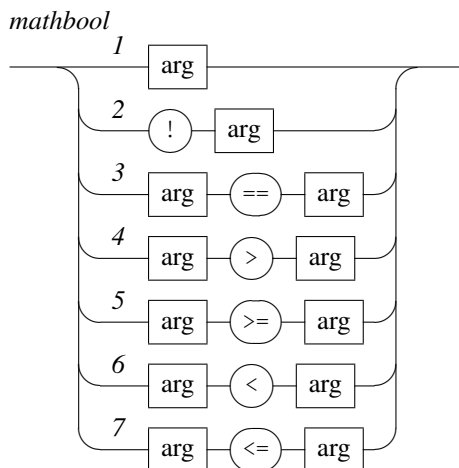 mathbool
1 arg
2 ! arg
3 arg == arg
4 arg > arg
5 arg >= arg
6 arg < arg
7 arg <= arg